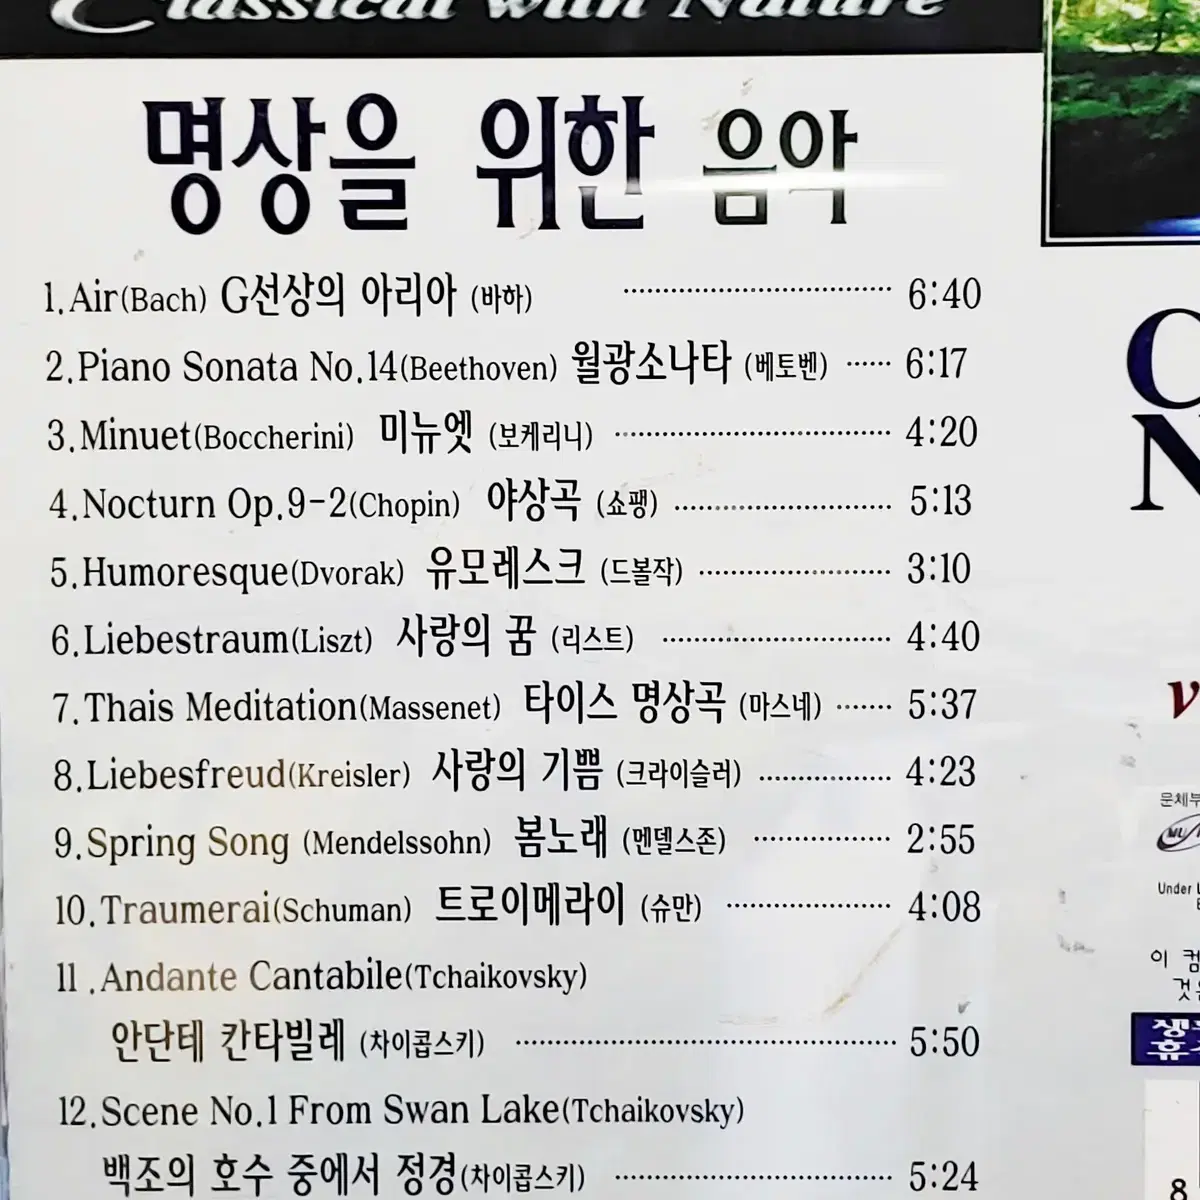 Classical with Nature
명상을 위한 음악
1.Air(Bach) G선상의 아리아 (바하) 6:40
2.Piano Sonata No.14(Beethoven) 월광소나타 (베토벤) 6:17
3.Minuet(Boccherini) 미뉴엣 (보케리니) 4:20
4.Nocturn Op.9-2(Chopin) 야상곡 (쇼팽) 5:13
5.Humoresque(Dvorak) 유모레스크 (드볼작) 3:10
6.Liebestraum(Liszt) 사랑의 꿈 (리스트) 4:40
7.Thais Meditation(Massenet) 타이스 명상곡 (마스네) 5:37
8.Liebesfreud(Kreisler) 사랑의 기쁨 (크라이슬러) 4:23
9.Spring Song (Mendelssohn) 봄노래 (멘델스존) 2:55
10.Traumerai(Schuman) 트로이메라이 (슈만) 4:08
11.Andante Cantabile(Tchaikovsky)
안단테 칸타빌레 (차이콥스키) 5:50
12.Scene No.1 From Swan Lake(Tchaikovsky)
백조의 호수 중에서 정경(차이콥스키) 5:24
문체부
Under
이
8